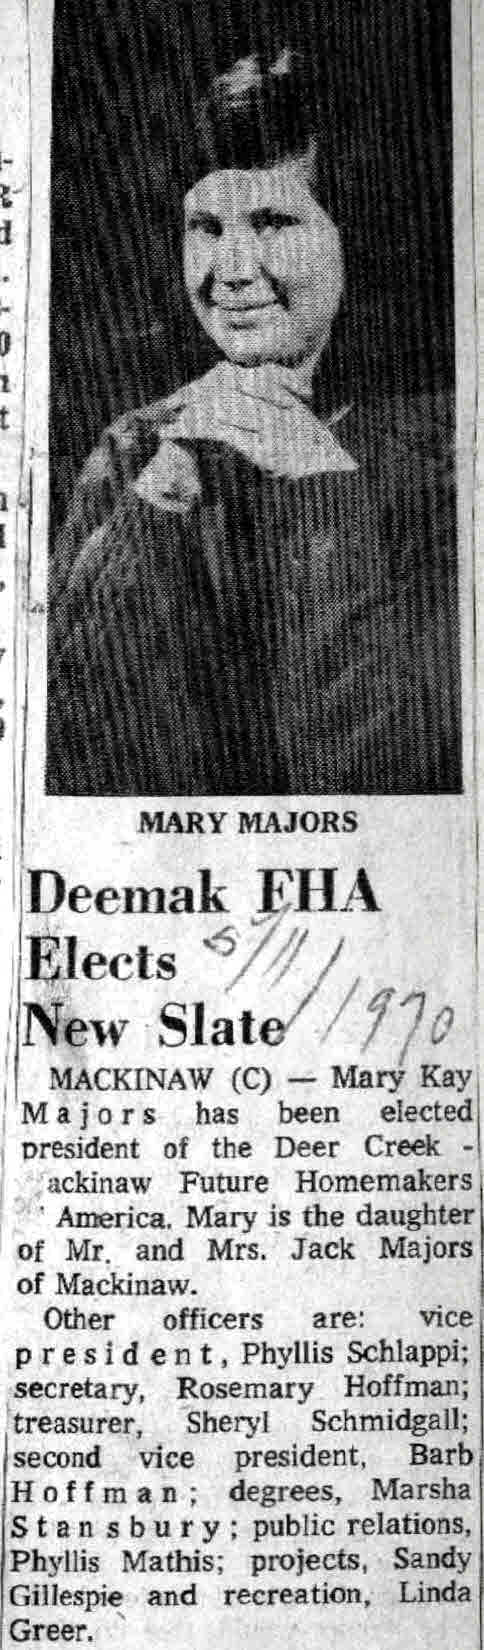 MARY MAJORS
Deemak FHA
Elects
New Slate
5/11/1970
MACKINAW (C) — Mary Kay
Majors has been elected
president of the Deer Creek -
ackinaw Future Homemakers
America. Mary is the daughter
of Mr. and Mrs. Jack Majors
of Mackinaw.
Other officers are: vice
president, Phyllis Schlappi;
secretary, Rosemary Hoffman;
treasurer, Sheryl Schmidgall;
second vice president, Barb
Hoffman; degrees, Marsha
Stansbury; public relations,
Phyllis Mathis; projects, Sandy
Gillespie and recreation, Linda
Greer.